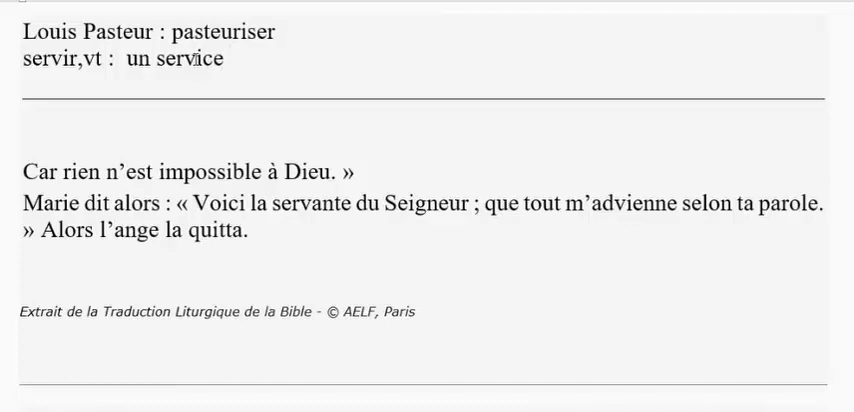 Louis Pasteur : pasteuriser
servir,vt :  un service
Car rien n’est impossible à Dieu. »
Marie dit alors : « Voici la servante du Seigneur ; que tout m’advienne selon ta parole.
» Alors l’ange la quitta.
Extrait de la Traduction Liturgique de la Bible - © AELF, Paris